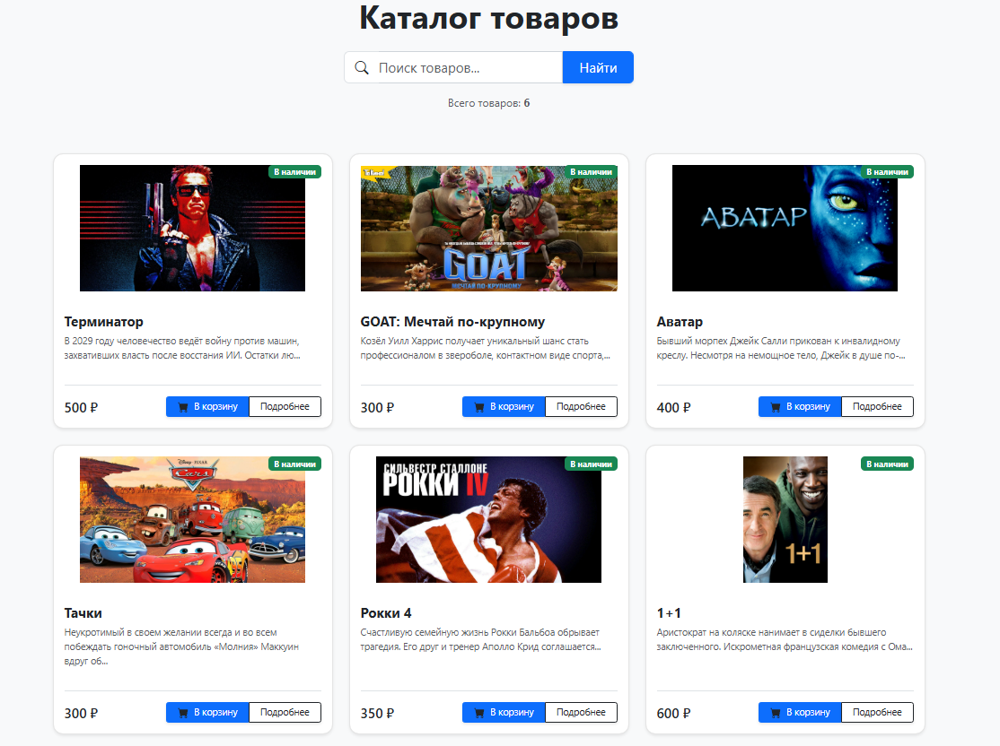 Каталог товаров
Поиск товаров...
Найти
Всего товаров: 6
В наличии
Терминатор
В 2029 году человечество ведёт войну против машин,
захвативших власть после восстания ИИ. Остатки лю...
500 ₽
В корзину
Подробнее
В наличии
GOAT
МЕЧТАЙ ПО-КРУПНОМУ
GOAT: Мечтай по-крупному
Козёл Уилл Харрис получает уникальный шанс стать
профессионалом в звероболе, контактном виде спорта,...
300 ₽
В корзину
Подробнее
В наличии
АВАТАР
Аватар
Бывший морпех Джейк Салли прикован к инвалидному
креслу. Несмотря на немощное тело, Джейк в душе по-...
400 ₽
В корзину
Подробнее
В наличии
Disney · PIXAR
Cars
Тачки
Неукротимый в своем желании всегда и во всем
побеждать гоночный автомобиль «Молния» Маккуин
вдруг об...
300 ₽
В корзину
Подробнее
В наличии
СИЛЬВЕСТР СТАЛЛОНЕ
РОККИ IV
Рокки 4
Счастливую семейную жизнь Рокки Бальбоа обрывает
трагедия. Его друг и тренер Аполло Крид соглашается...
350 ₽
В корзину
Подробнее
В наличии
1+1
1+1
Аристократ на коляске нанимает в сиделки бывшего
заключенного. Искрометная французская комедия с Ома...
600 ₽
В корзину
Подробнее